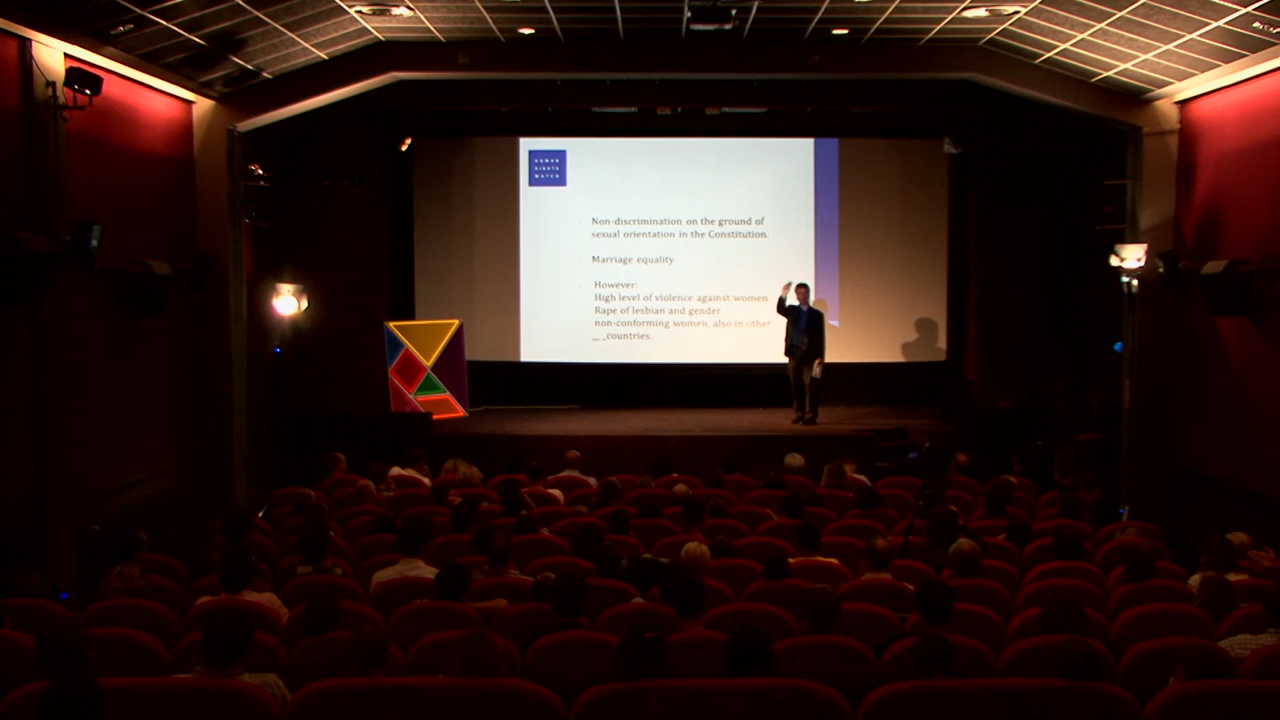 HUMAN
RIGHTS
WATCH
Non-discrimination on the ground of
sexual orientation in the Constitution.
Marriage equality
However:
High level of violence against women
Rape of lesbian and gender
non-conforming women, also in other
countries.